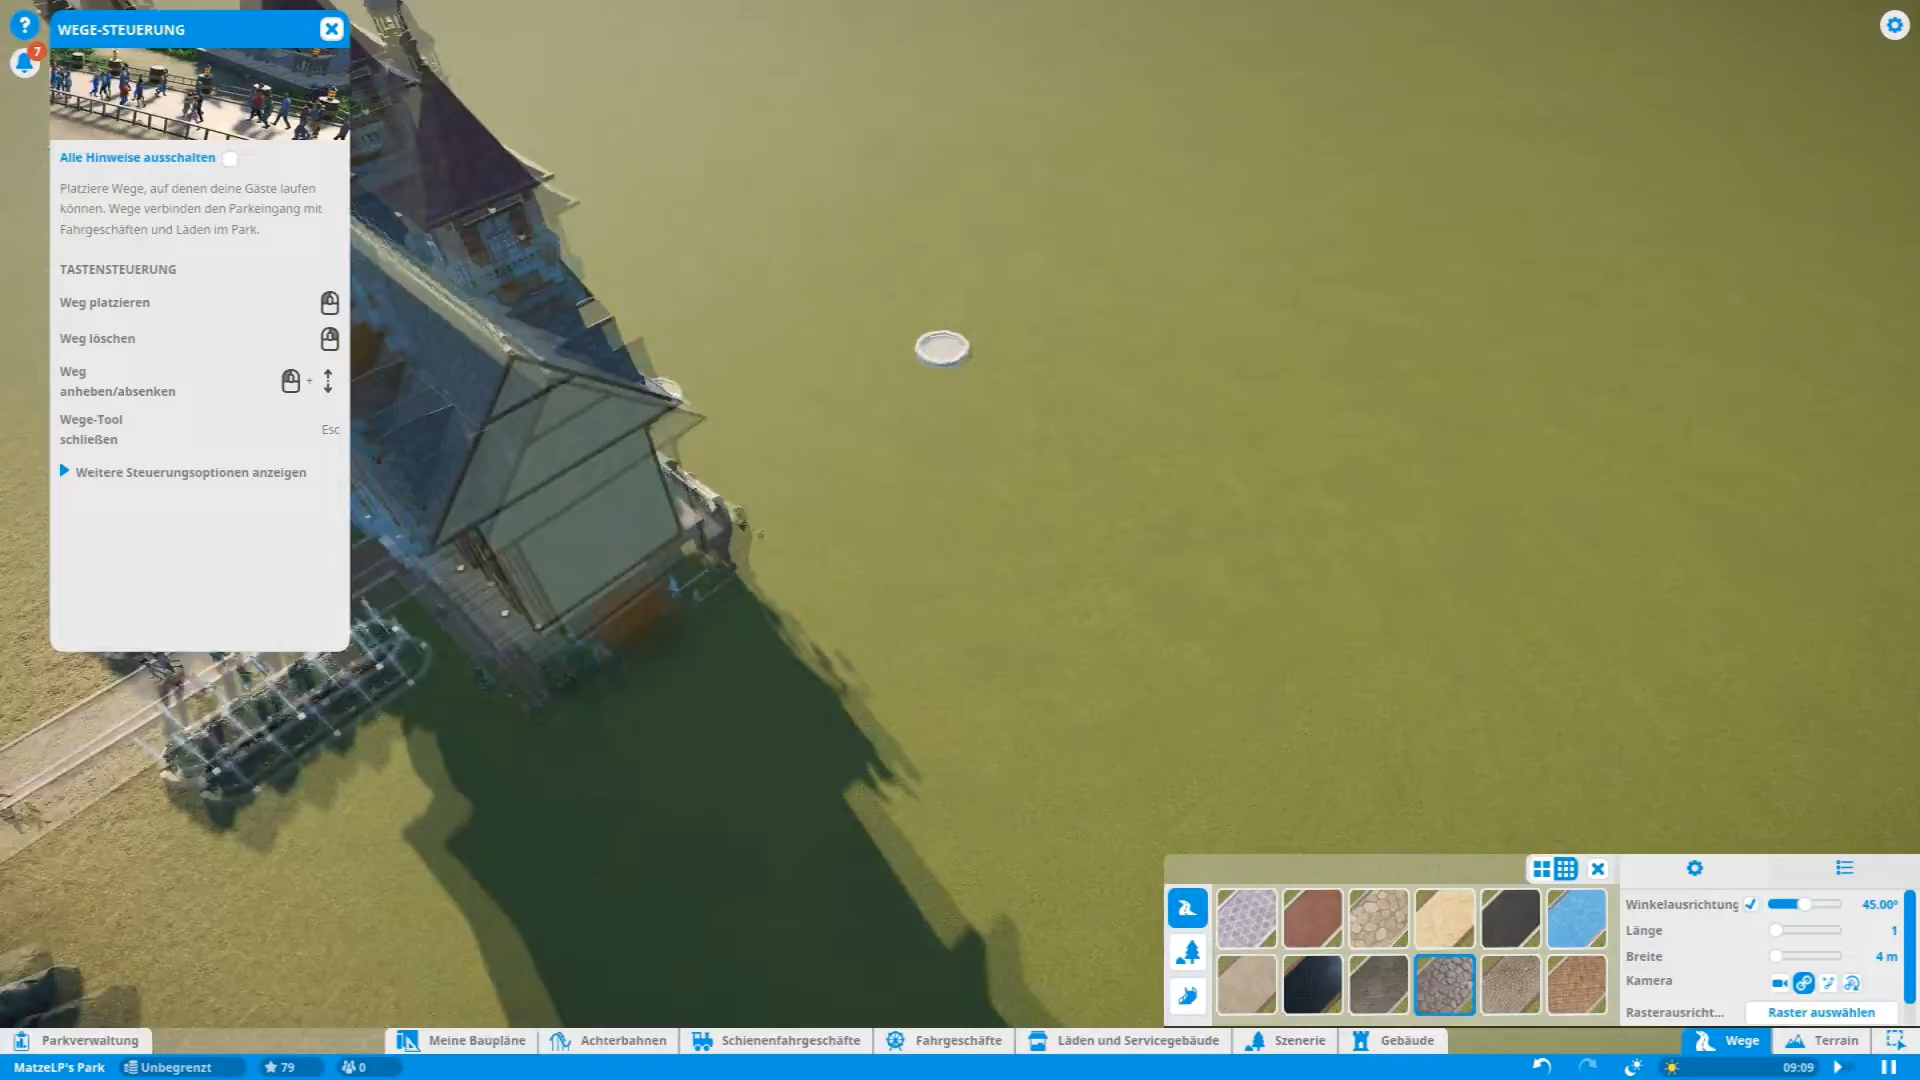 ?
7
WEGE-STEUERUNG
Alle Hinweise ausschalten
Platziere Wege, auf denen deine Gäste laufen
können. Wege verbinden den Parkeingang mit
Fahrgeschäften und Läden im Park.
TASTENSTEUERUNG
Weg platzieren
Weg löschen
Weg
anheben/absenken
+
Wege-Tool
schließen
Esc
Weitere Steuerungsoptionen anzeigen
Winkelausrichtung 45.00°
Länge 1
Breite 4 m
Kamera
Rasterausricht... Raster auswählen
Parkverwaltung Meine Baupläne Achterbahnen Schienenfahrgeschäfte Fahrgeschäfte Läden und Servicegebäude Szenerie Gebäude Wege Terrain
MatzeLP's Park Unbegrenzt 79 0 09:09